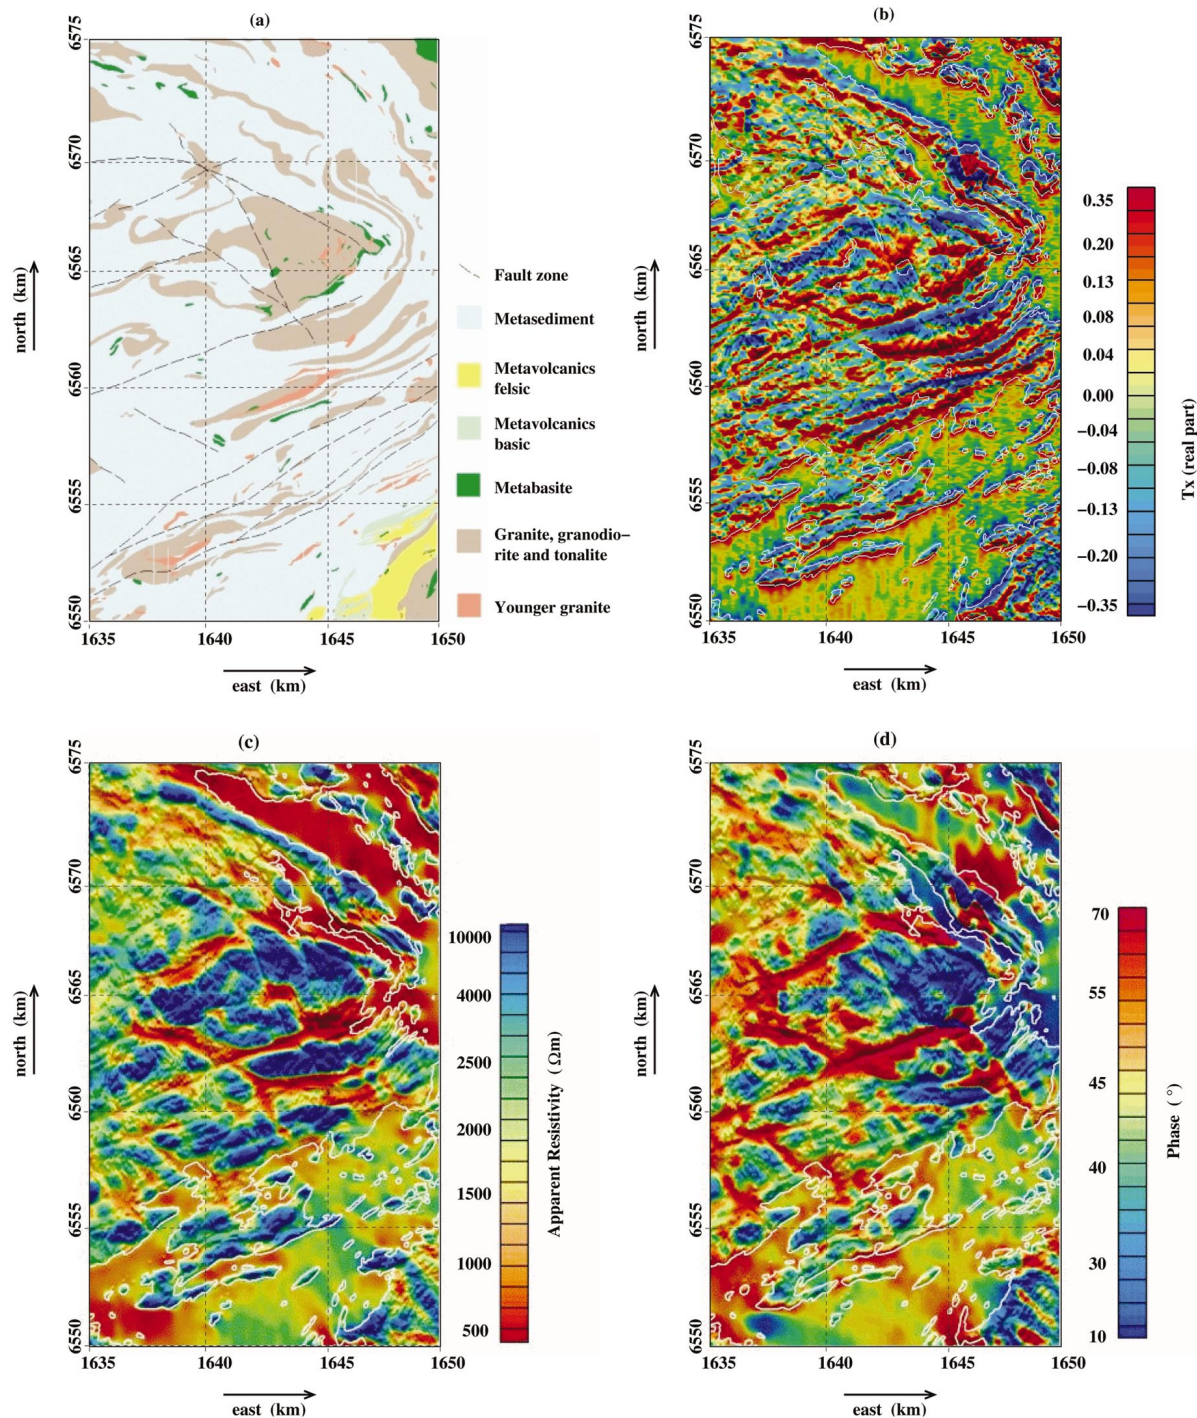 (a)
6575
6570
6565
6560
6555
6550
1635
1640
1645
1650
north (km)
east (km)
Fault zone
Metasediment
Metavolcanics
felsic
Metavolcanics
basic
Metabasite
Granite, granodio–
rite and tonalite
Younger granite
(b)
6575
6570
6565
6560
6555
6550
1635
1640
1645
1650
north (km)
east (km)
0.35
0.20
0.13
0.08
0.04
0.00
−0.04
−0.08
−0.13
−0.20
−0.35
Tx (real part)
(c)
6575
6570
6565
6560
6555
6550
1635
1640
1645
1650
north (km)
east (km)
10000
4000
2500
2000
1500
1000
500
Apparent Resistivity (Ωm)
(d)
6575
6570
6565
6560
6555
6550
1635
1640
1645
1650
north (km)
east (km)
70
55
45
40
30
10
Phase (°)